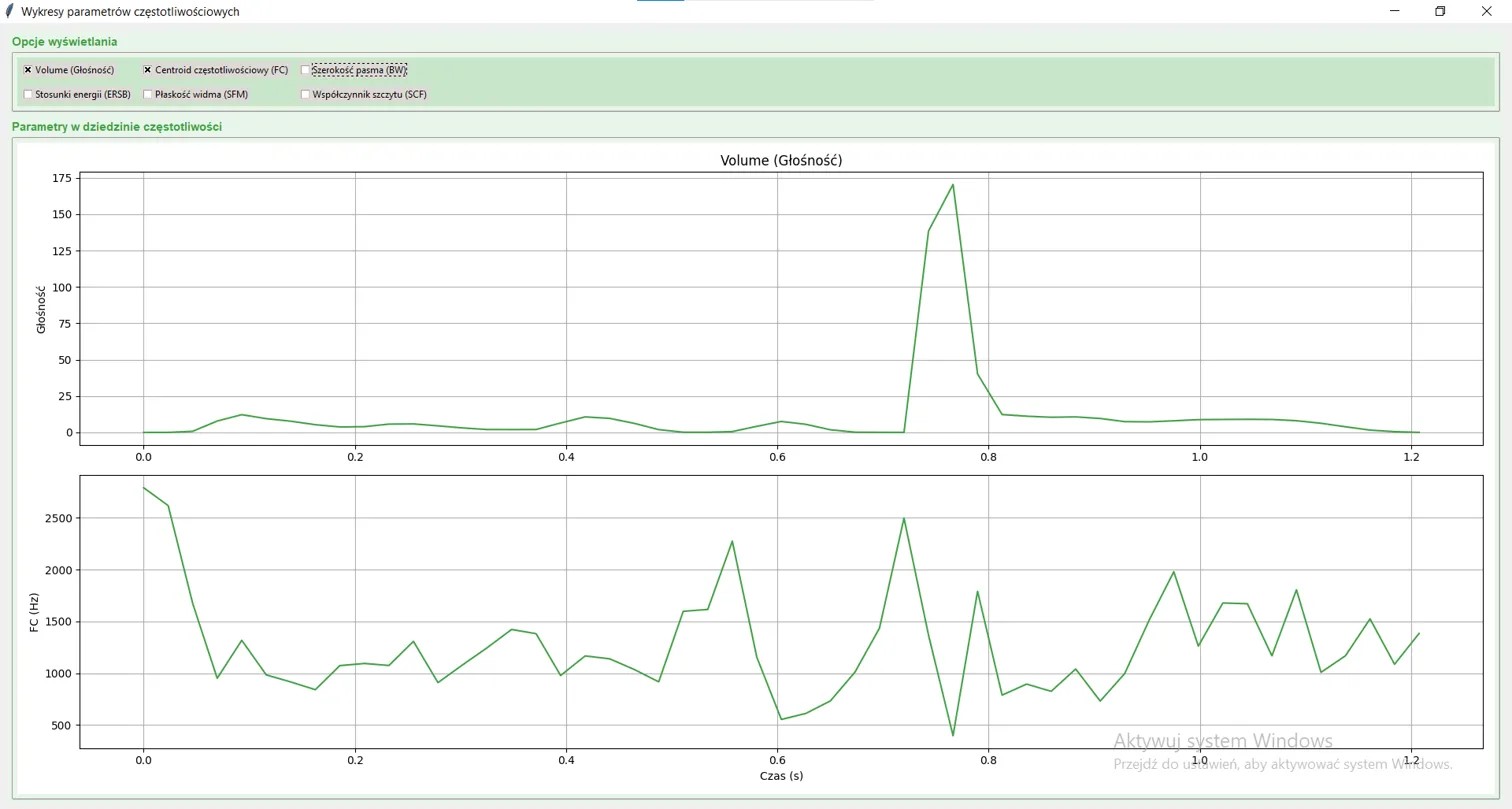 Wykresy parametrów częstotliwościowych
Opcje wyświetlania
Volume (Głośność) Centroid częstotliwościowy (FC) Szerokość pasma (BW)
Stosunki energii (ERSB) Płaskość widma (SFM) Współczynnik szczytu (SCF)
Parametry w dziedzinie częstotliwości
Volume (Głośność)
175
150
125
100
75
50
25
0
Głośność
0.0 0.2 0.4 0.6 0.8 1.0 1.2
2500
2000
1500
1000
500
FC (Hz)
0.0 0.2 0.4 0.6 0.8 1.0 1.2
Czas (s)
Aktywuj system Windows
Przejdź do ustawień, aby aktywować system Windows.